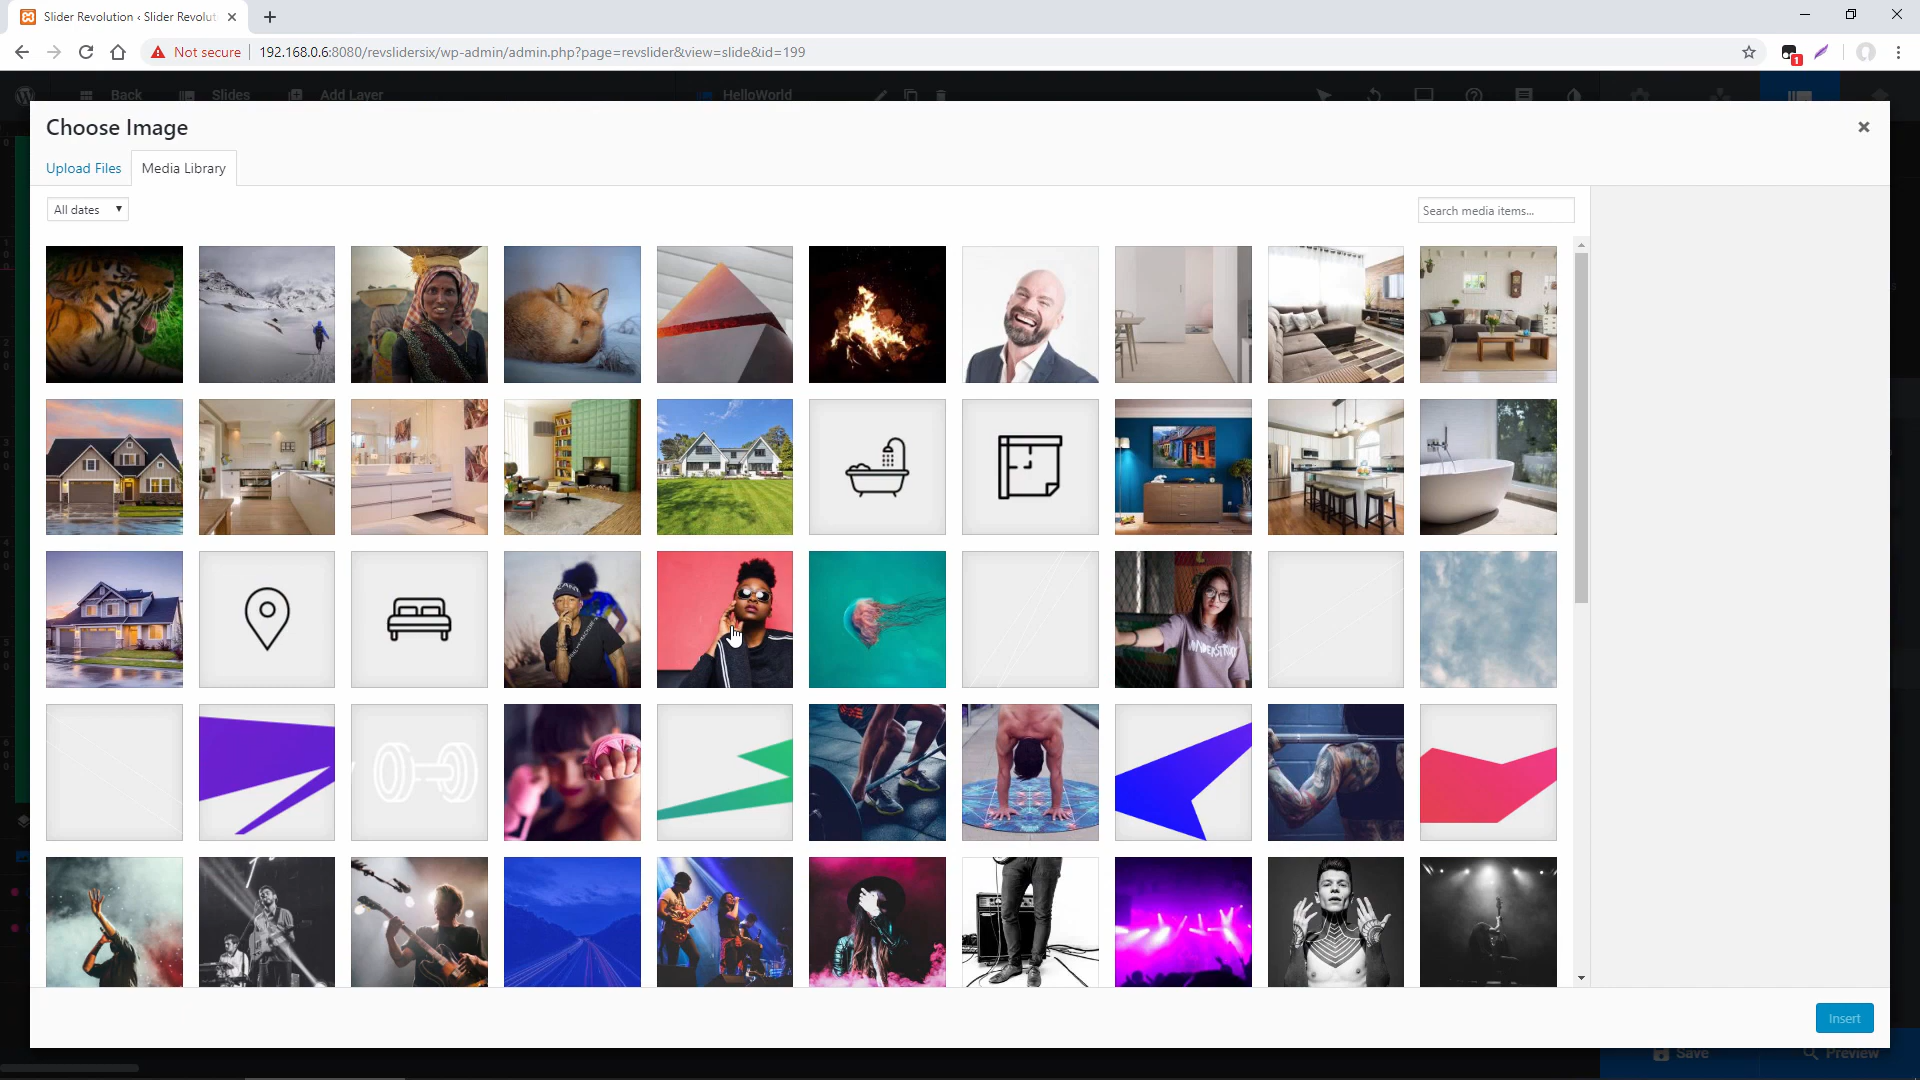 Slider Revolution ‹ Slider Revolut
Not secure
192.168.0.6:8080/revslidersix/wp-admin/admin.php?page=revslider&view=slide&id=199
1
Back
Slides
Add Layer
HelloWorld
Choose Image
Upload Files
Media Library
All dates
Search media items...
Insert
Save
Preview